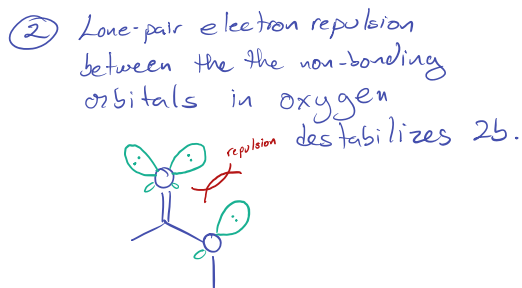 ② Lone-pair electron repulsion
between the the non-bonding
orbitals in oxygen
destabilizes 2b.
repulsion